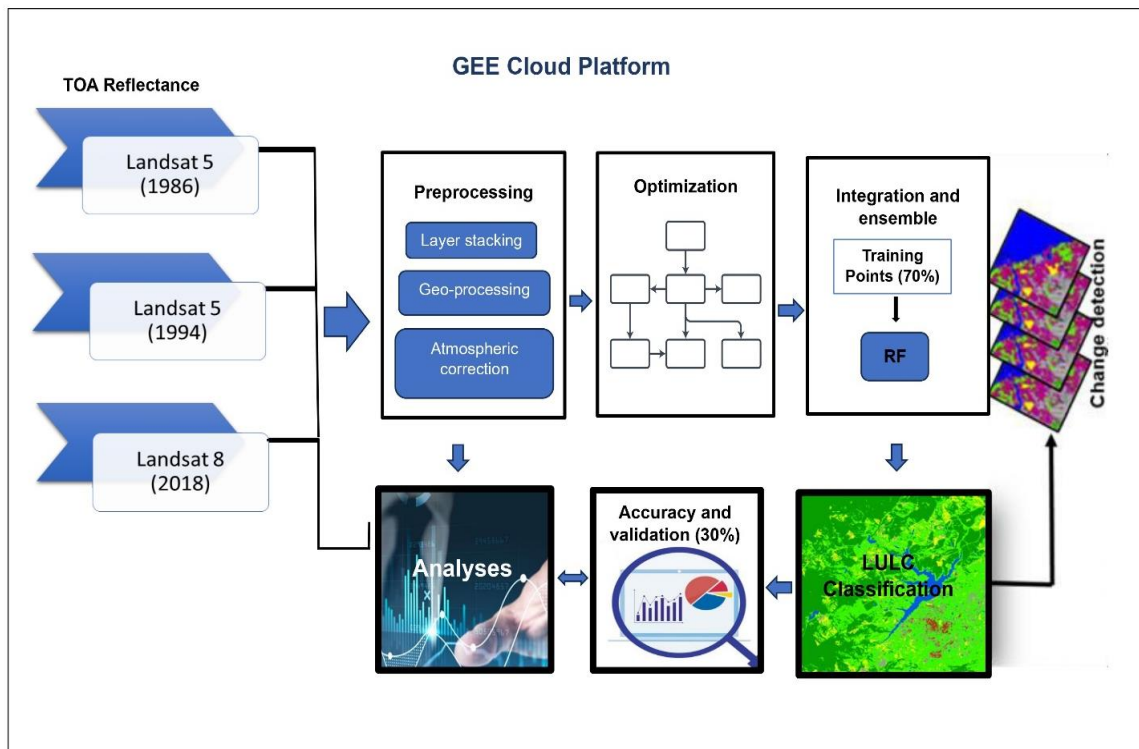 GEE Cloud Platform
TOA Reflectance
Landsat 5
(1986)
Landsat 5
(1994)
Landsat 8
(2018)
Preprocessing
Layer stacking
Geo-processing
Atmospheric
correction
Optimization
Integration and
ensemble
Training
Points (70%)
RF
Change detection
Analyses
Accuracy and
validation (30%)
LULC
Classification